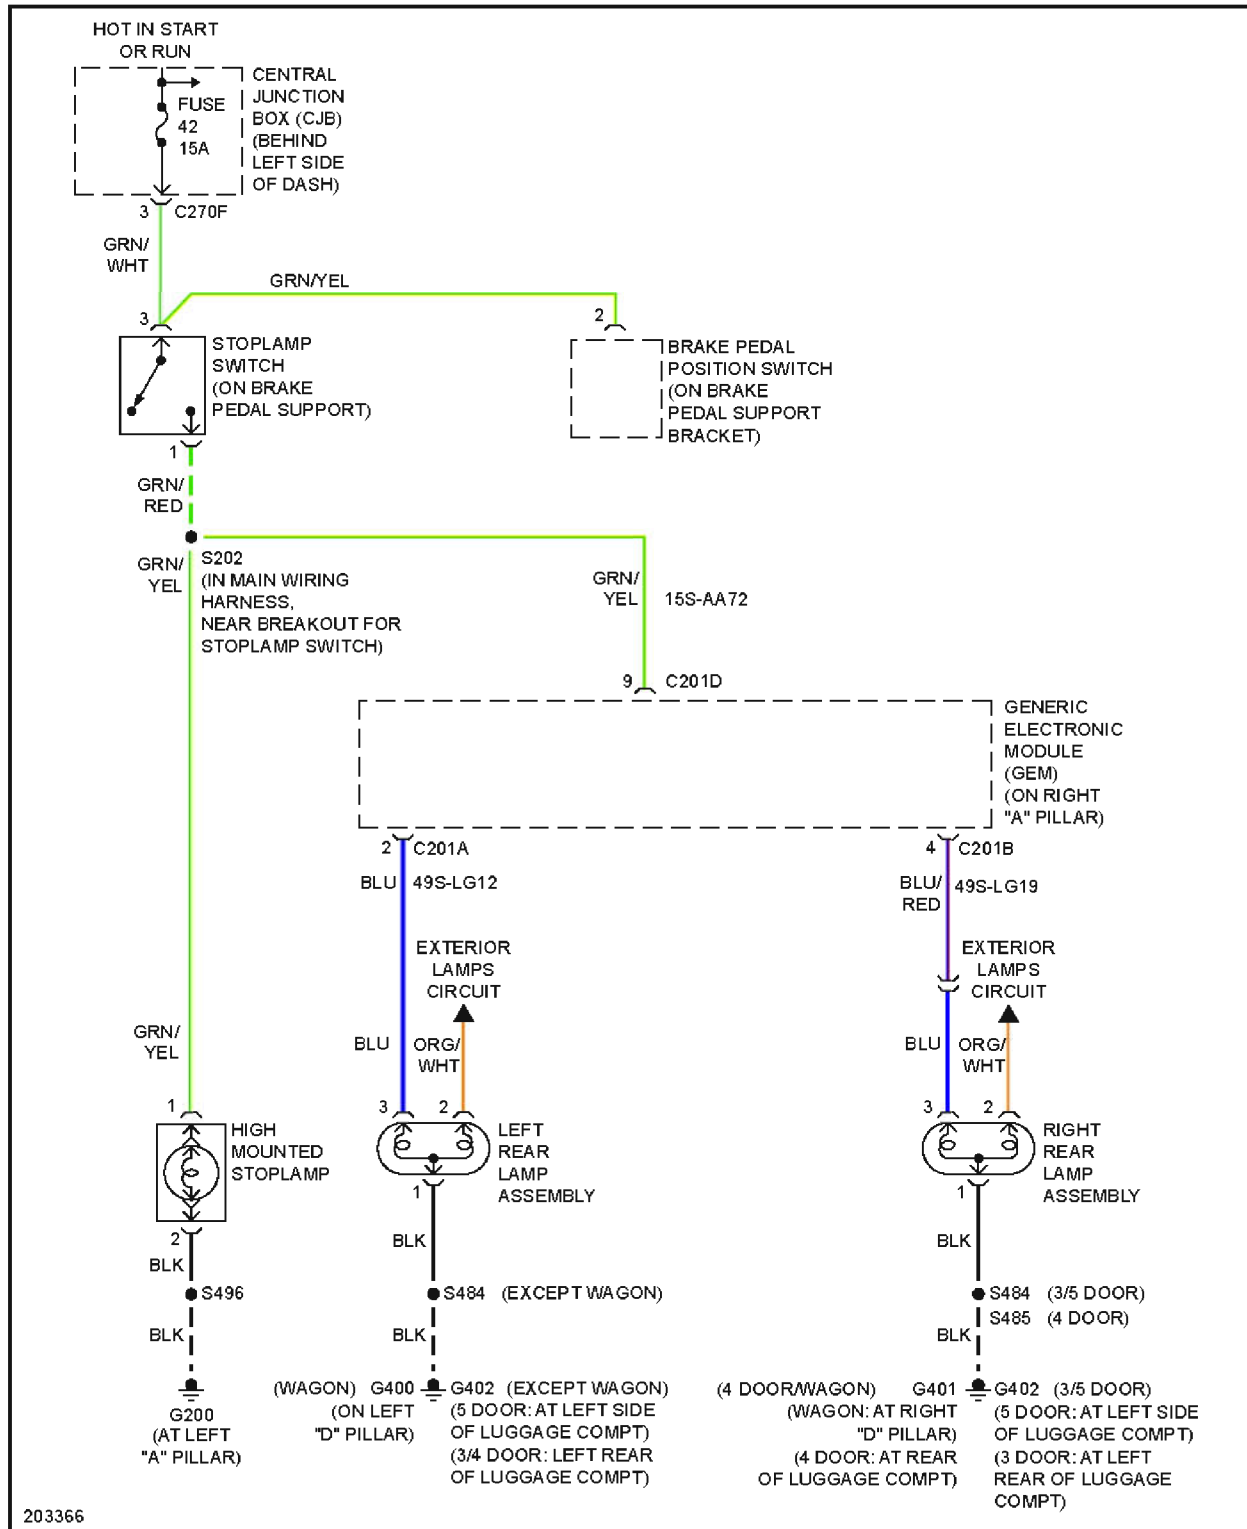 HOT IN START
OR RUN
FUSE
42
15A
CENTRAL
JUNCTION
BOX (CJB)
(BEHIND
LEFT SIDE
OF DASH)
3 C270F
GRN/
WHT
GRN/YEL
3
STOPLAMP
SWITCH
(ON BRAKE
PEDAL SUPPORT)
2
BRAKE PEDAL
POSITION SWITCH
(ON BRAKE
PEDAL SUPPORT
BRACKET)
1
GRN/
RED
GRN/
YEL
S202
(IN MAIN WIRING
HARNESS,
NEAR BREAKOUT FOR
STOPLAMP SWITCH)
GRN/
YEL
15S-AA72
9 C201D
GENERIC
ELECTRONIC
MODULE
(GEM)
(ON RIGHT
"A" PILLAR)
2 C201A
BLU 49S-LG12
4 C201B
BLU/
RED
49S-LG19
EXTERIOR
LAMPS
CIRCUIT
EXTERIOR
LAMPS
CIRCUIT
GRN/
YEL
BLU
ORG/
WHT
BLU
ORG/
WHT
1
HIGH
MOUNTED
STOPLAMP
2
3 2
LEFT
REAR
LAMP
ASSEMBLY
1
3 2
RIGHT
REAR
LAMP
ASSEMBLY
1
BLK
S496
BLK
G200
(AT LEFT
"A" PILLAR)
BLK
S484 (EXCEPT WAGON)
BLK
(WAGON) G400
(ON LEFT
"D" PILLAR)
G402 (EXCEPT WAGON)
(5 DOOR: AT LEFT SIDE
OF LUGGAGE COMPT)
(3/4 DOOR: LEFT REAR
OF LUGGAGE COMPT)
BLK
S484 (3/5 DOOR)
S485 (4 DOOR)
BLK
(4 DOOR/WAGON) G401
(WAGON: AT RIGHT
"D" PILLAR)
(4 DOOR: AT REAR
OF LUGGAGE COMPT)
G402 (3/5 DOOR)
(5 DOOR: AT LEFT SIDE
OF LUGGAGE COMPT)
(3 DOOR: AT LEFT
REAR OF LUGGAGE
COMPT)
203366